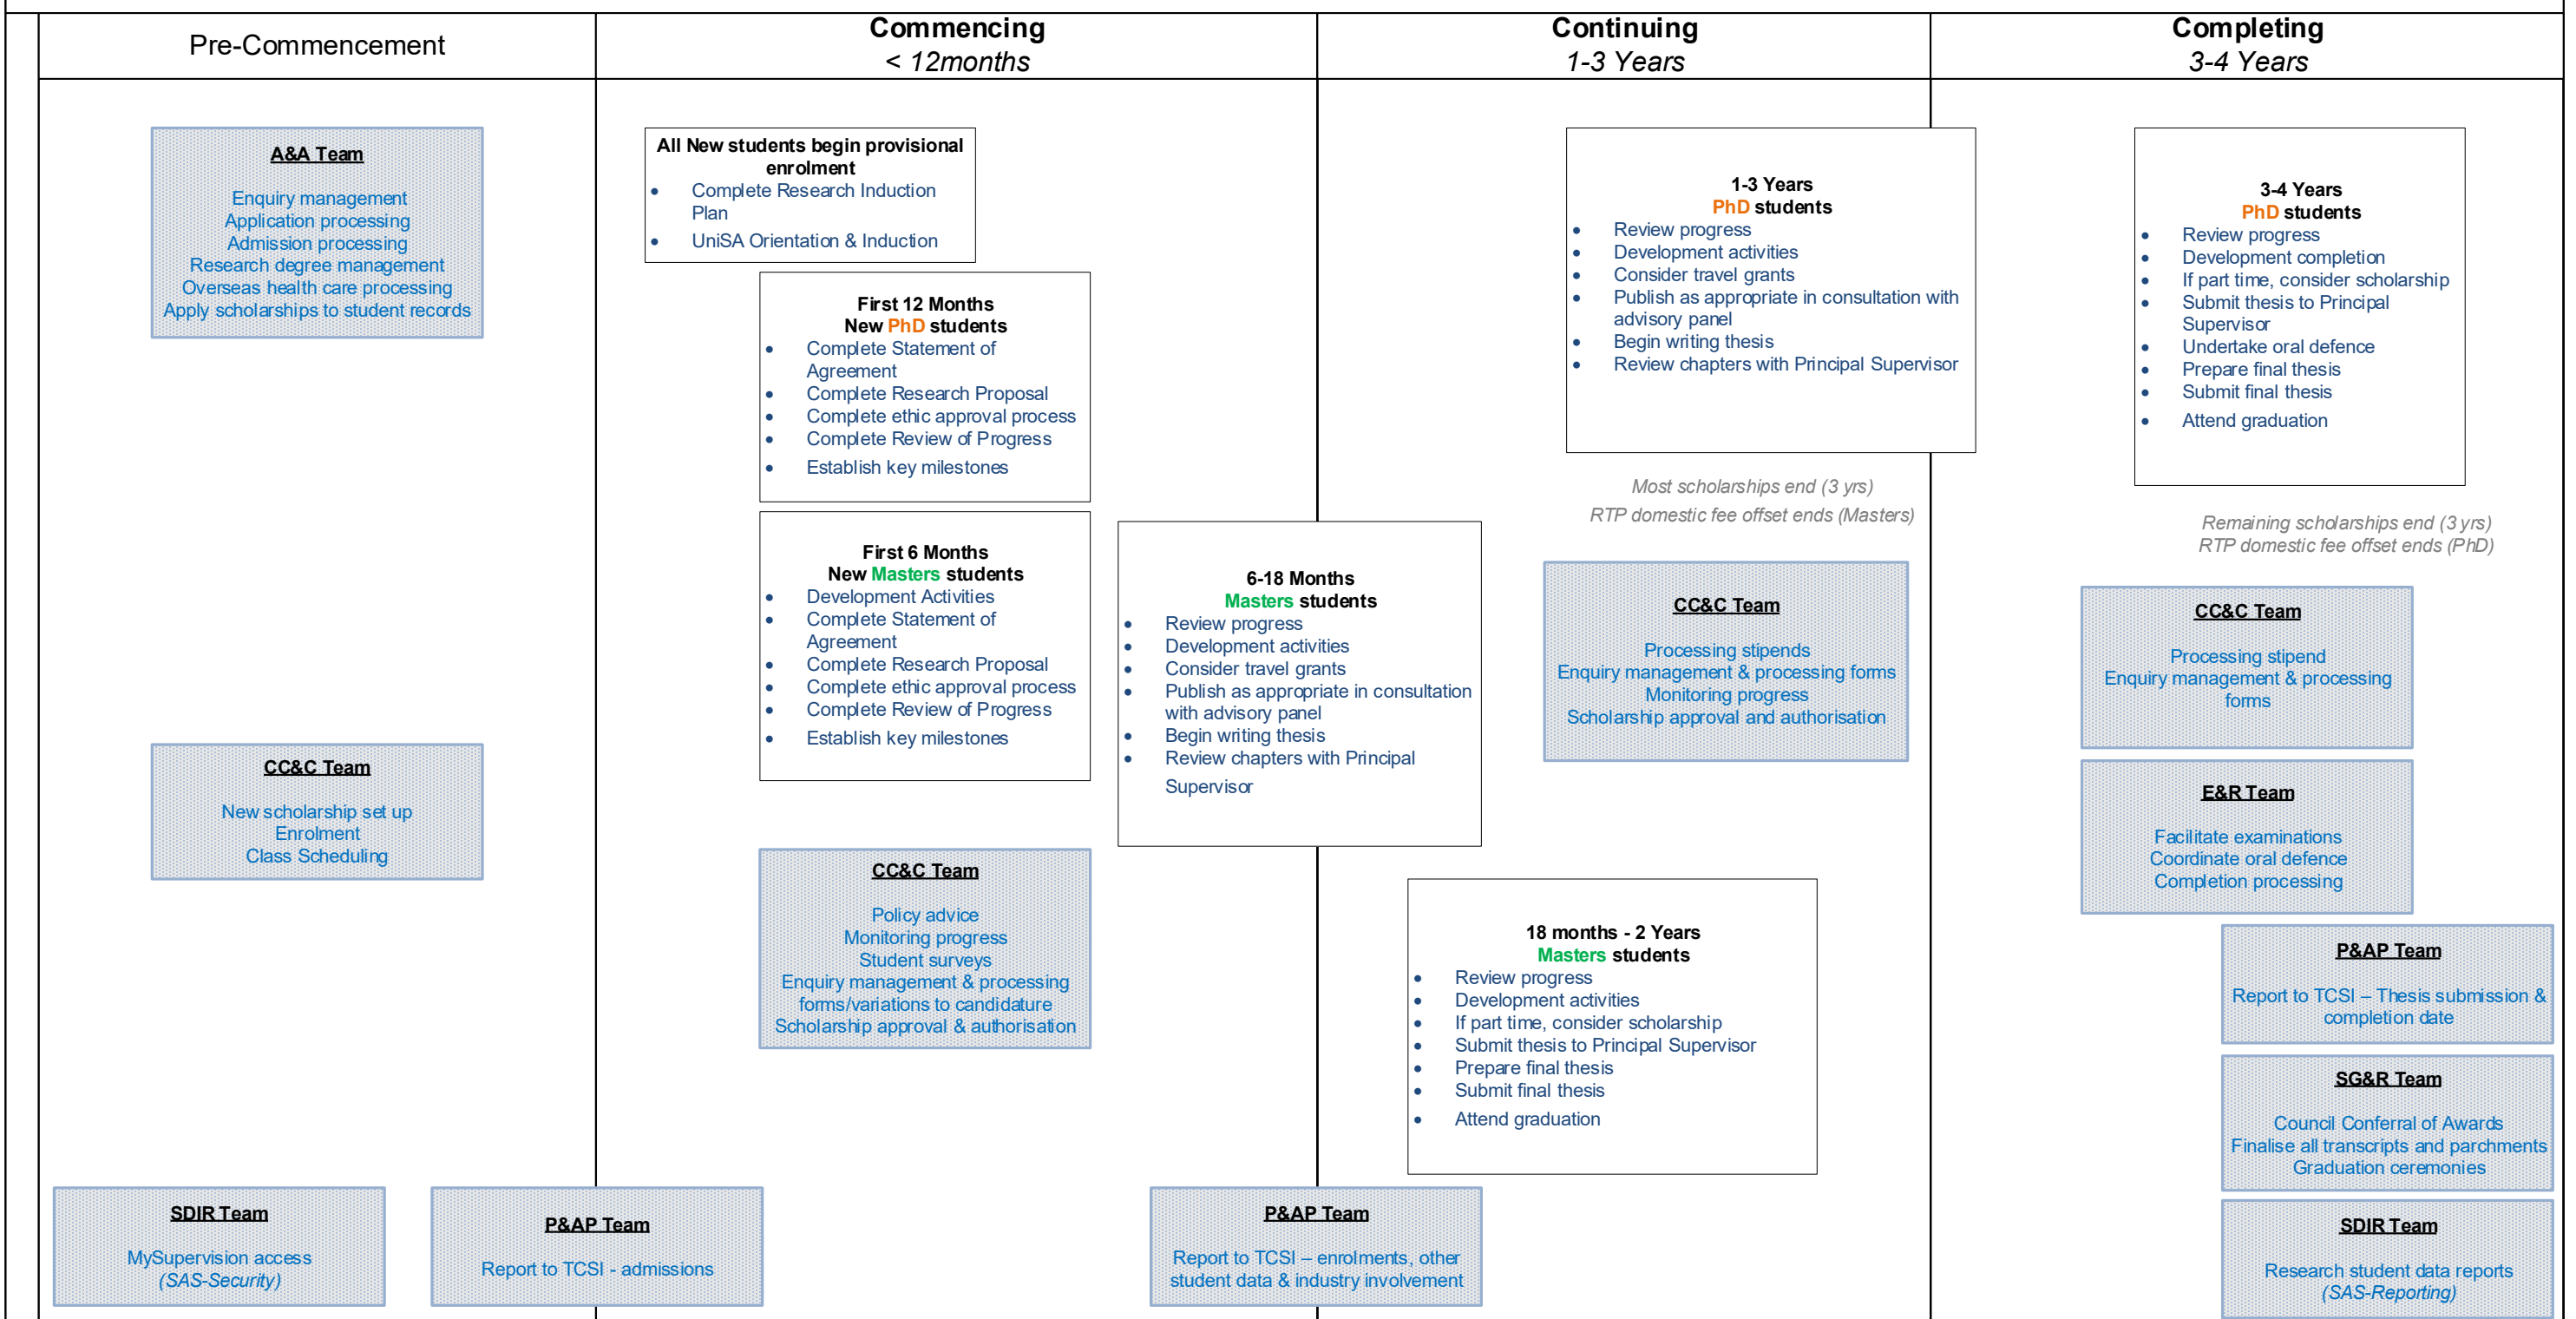 Pre-Commencement
Commencing
< 12months
Continuing
1-3 Years
Completing
3-4 Years
A&A Team
Enquiry management
Application processing
Admission processing
Research degree management
Overseas health care processing
Apply scholarships to student records
CC&C Team
New scholarship set up
Enrolment
Class Scheduling
SDIR Team
MySupervision access
(SAS-Security)
P&AP Team
Report to TCSI - admissions
All New students begin provisional
enrolment
• Complete Research Induction
Plan
• UniSA Orientation & Induction
First 12 Months
New PhD students
• Complete Statement of
Agreement
• Complete Research Proposal
• Complete ethic approval process
• Complete Review of Progress
• Establish key milestones
First 6 Months
New Masters students
• Development Activities
• Complete Statement of
Agreement
• Complete Research Proposal
• Complete ethic approval process
• Complete Review of Progress
• Establish key milestones
CC&C Team
Policy advice
Monitoring progress
Student surveys
Enquiry management & processing
forms/variations to candidature
Scholarship approval & authorisation
6-18 Months
Masters students
• Review progress
• Development activities
• Consider travel grants
• Publish as appropriate in consultation
with advisory panel
• Begin writing thesis
• Review chapters with Principal
Supervisor
P&AP Team
Report to TCSI – enrolments, other
student data & industry involvement
1-3 Years
PhD students
• Review progress
• Development activities
• Consider travel grants
• Publish as appropriate in consultation with
advisory panel
• Begin writing thesis
• Review chapters with Principal Supervisor
Most scholarships end (3 yrs)
RTP domestic fee offset ends (Masters)
CC&C Team
Processing stipends
Enquiry management & processing forms
Monitoring progress
Scholarship approval and authorisation
18 months - 2 Years
Masters students
• Review progress
• Development activities
• If part time, consider scholarship
• Submit thesis to Principal Supervisor
• Prepare final thesis
• Submit final thesis
• Attend graduation
3-4 Years
PhD students
• Review progress
• Development completion
• If part time, consider scholarship
• Submit thesis to Principal
Supervisor
• Undertake oral defence
• Prepare final thesis
• Submit final thesis
• Attend graduation
Remaining scholarships end (3 yrs)
RTP domestic fee offset ends (PhD)
CC&C Team
Processing stipend
Enquiry management & processing
forms
E&R Team
Facilitate examinations
Coordinate oral defence
Completion processing
P&AP Team
Report to TCSI – Thesis submission &
completion date
SG&R Team
Council Conferral of Awards
Finalise all transcripts and parchments
Graduation ceremonies
SDIR Team
Research student data reports
(SAS-Reporting)